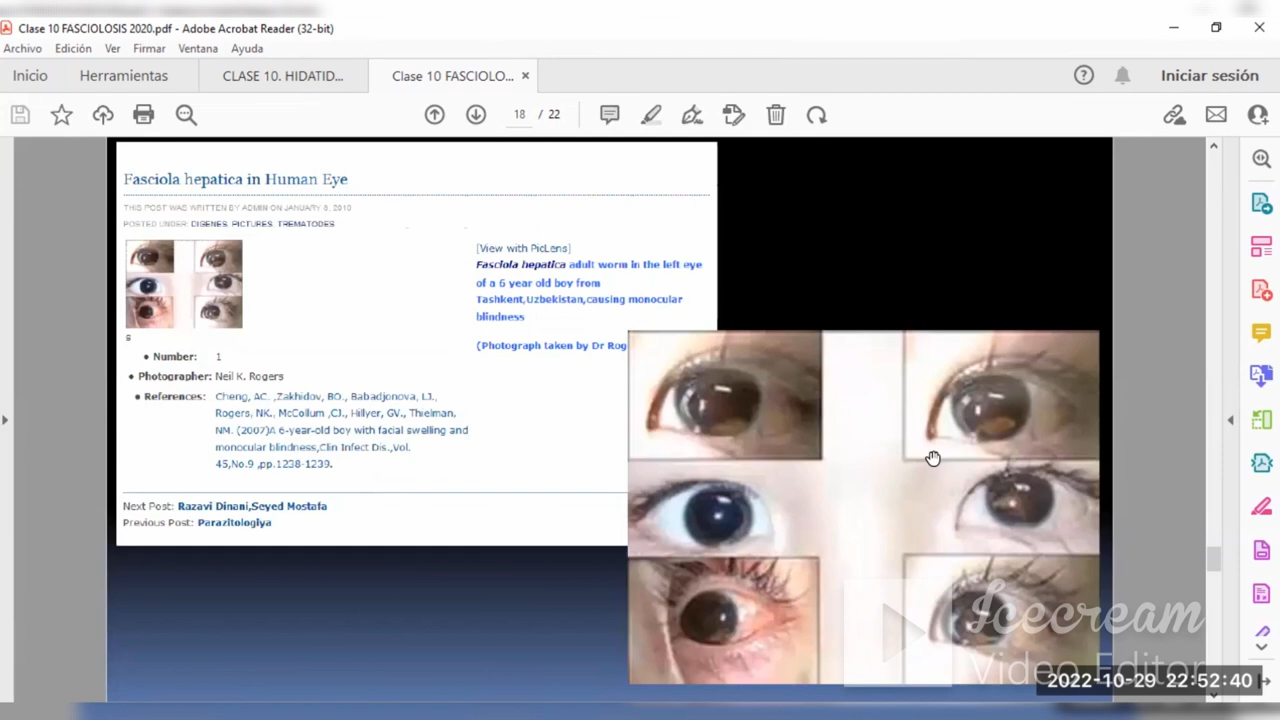 Clase 10 FASCIOLOSIS 2020.pdf - Adobe Acrobat Reader (32-bit)
Archivo Edición Ver Firmar Ventana Ayuda
Inicio Herramientas CLASE 10. HIDATID... Clase 10 FASCIOLO... × Iniciar sesión
18 / 22
Fasciola hepatica in Human Eye
THIS POST WAS WRITTEN BY ADMIN ON JANUARY 8, 2010
POSTED UNDER: DIGENES, PICTURES, TREMATODES
[View with PicLens]
Fasciola hepatica adult worm in the left eye
of a 6 year old boy from
Tashkent,Uzbekistan,causing monocular
blindness
(Photograph taken by Dr Rog
8
• Number: 1
• Photographer: Neil K. Rogers
• References: Cheng, AC. ,Zakhidov, BO., Babadjonova, LJ.,
Rogers, NK., McCollum ,CJ., Hillyer, GV., Thielman,
NM. (2007)A 6-year-old boy with facial swelling and
monocular blindness,Clin Infect Dis.,Vol.
45,No.9 ,pp.1238-1239.
Next Post: Razavi Dinani,Seyed Mostafa
Previous Post: Parazitologiya
Icecream
Video Editor
2022-10-29 22:52:40